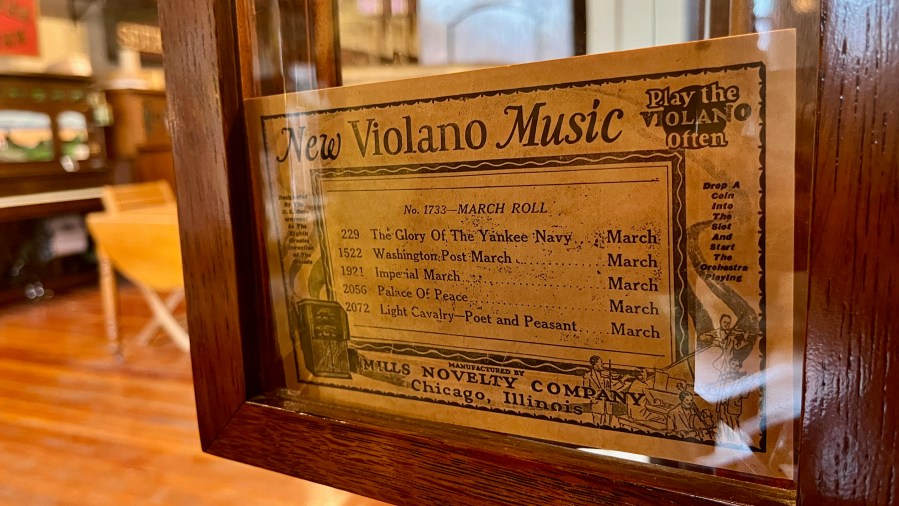 New Violano Music
Play the
VIOLANO
Often
No. 1733—MARCH ROLL
229 The Glory Of The Yankee Navy . . . March
1522 Washington Post March . . . . . . . . . . . . March
1921 Imperial March . . . . . . . . . . . . . . . . . . . . . March
2056 Palace Of Peace . . . . . . . . . . . . . . . . . . . . March
2072 Light Cavalry—Poet and Peasant . . . . March
Drop A
Coin
Into
The
Slot
And
Start
The
Orchestra
Playing
MANUFACTURED BY
MILLS NOVELTY COMPANY
Chicago, Illinois